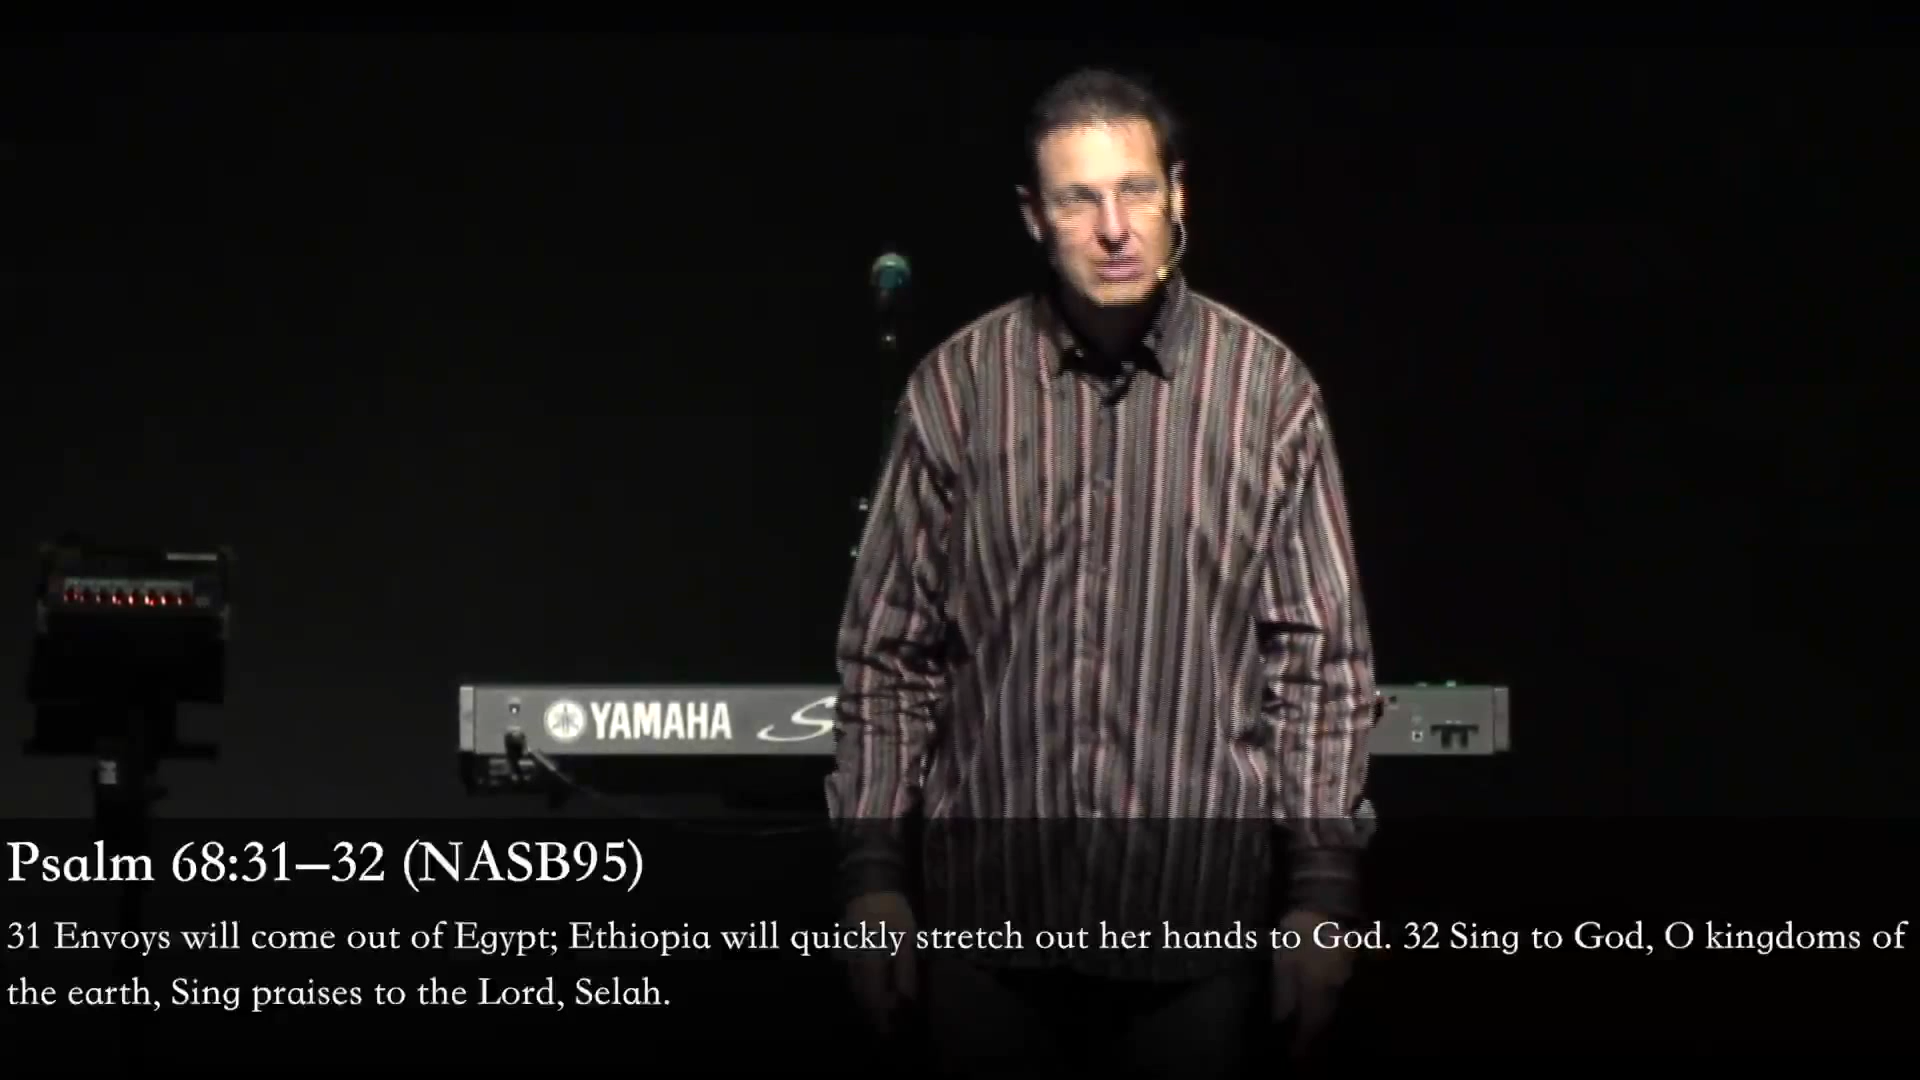 YAMAHA S
Psalm 68:31–32 (NASB95)
31 Envoys will come out of Egypt; Ethiopia will quickly stretch out her hands to God. 32 Sing to God, O kingdoms of
the earth, Sing praises to the Lord, Selah.